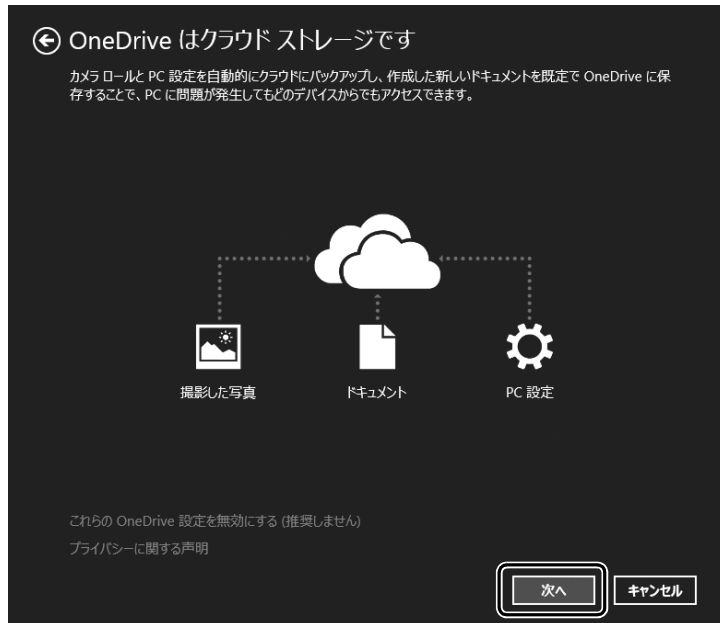 OneDrive はクラウド ストレージです
カメラ ロールと PC 設定を自動的にクラウドにバックアップし、作成した新しいドキュメントを既定で OneDrive に保
存することで、PC に問題が発生してもどのデバイスからでもアクセスできます。
撮影した写真 ドキュメント PC 設定
これらの OneDrive 設定を無効にする (推奨しません)
プライバシーに関する声明
次へ キャンセル